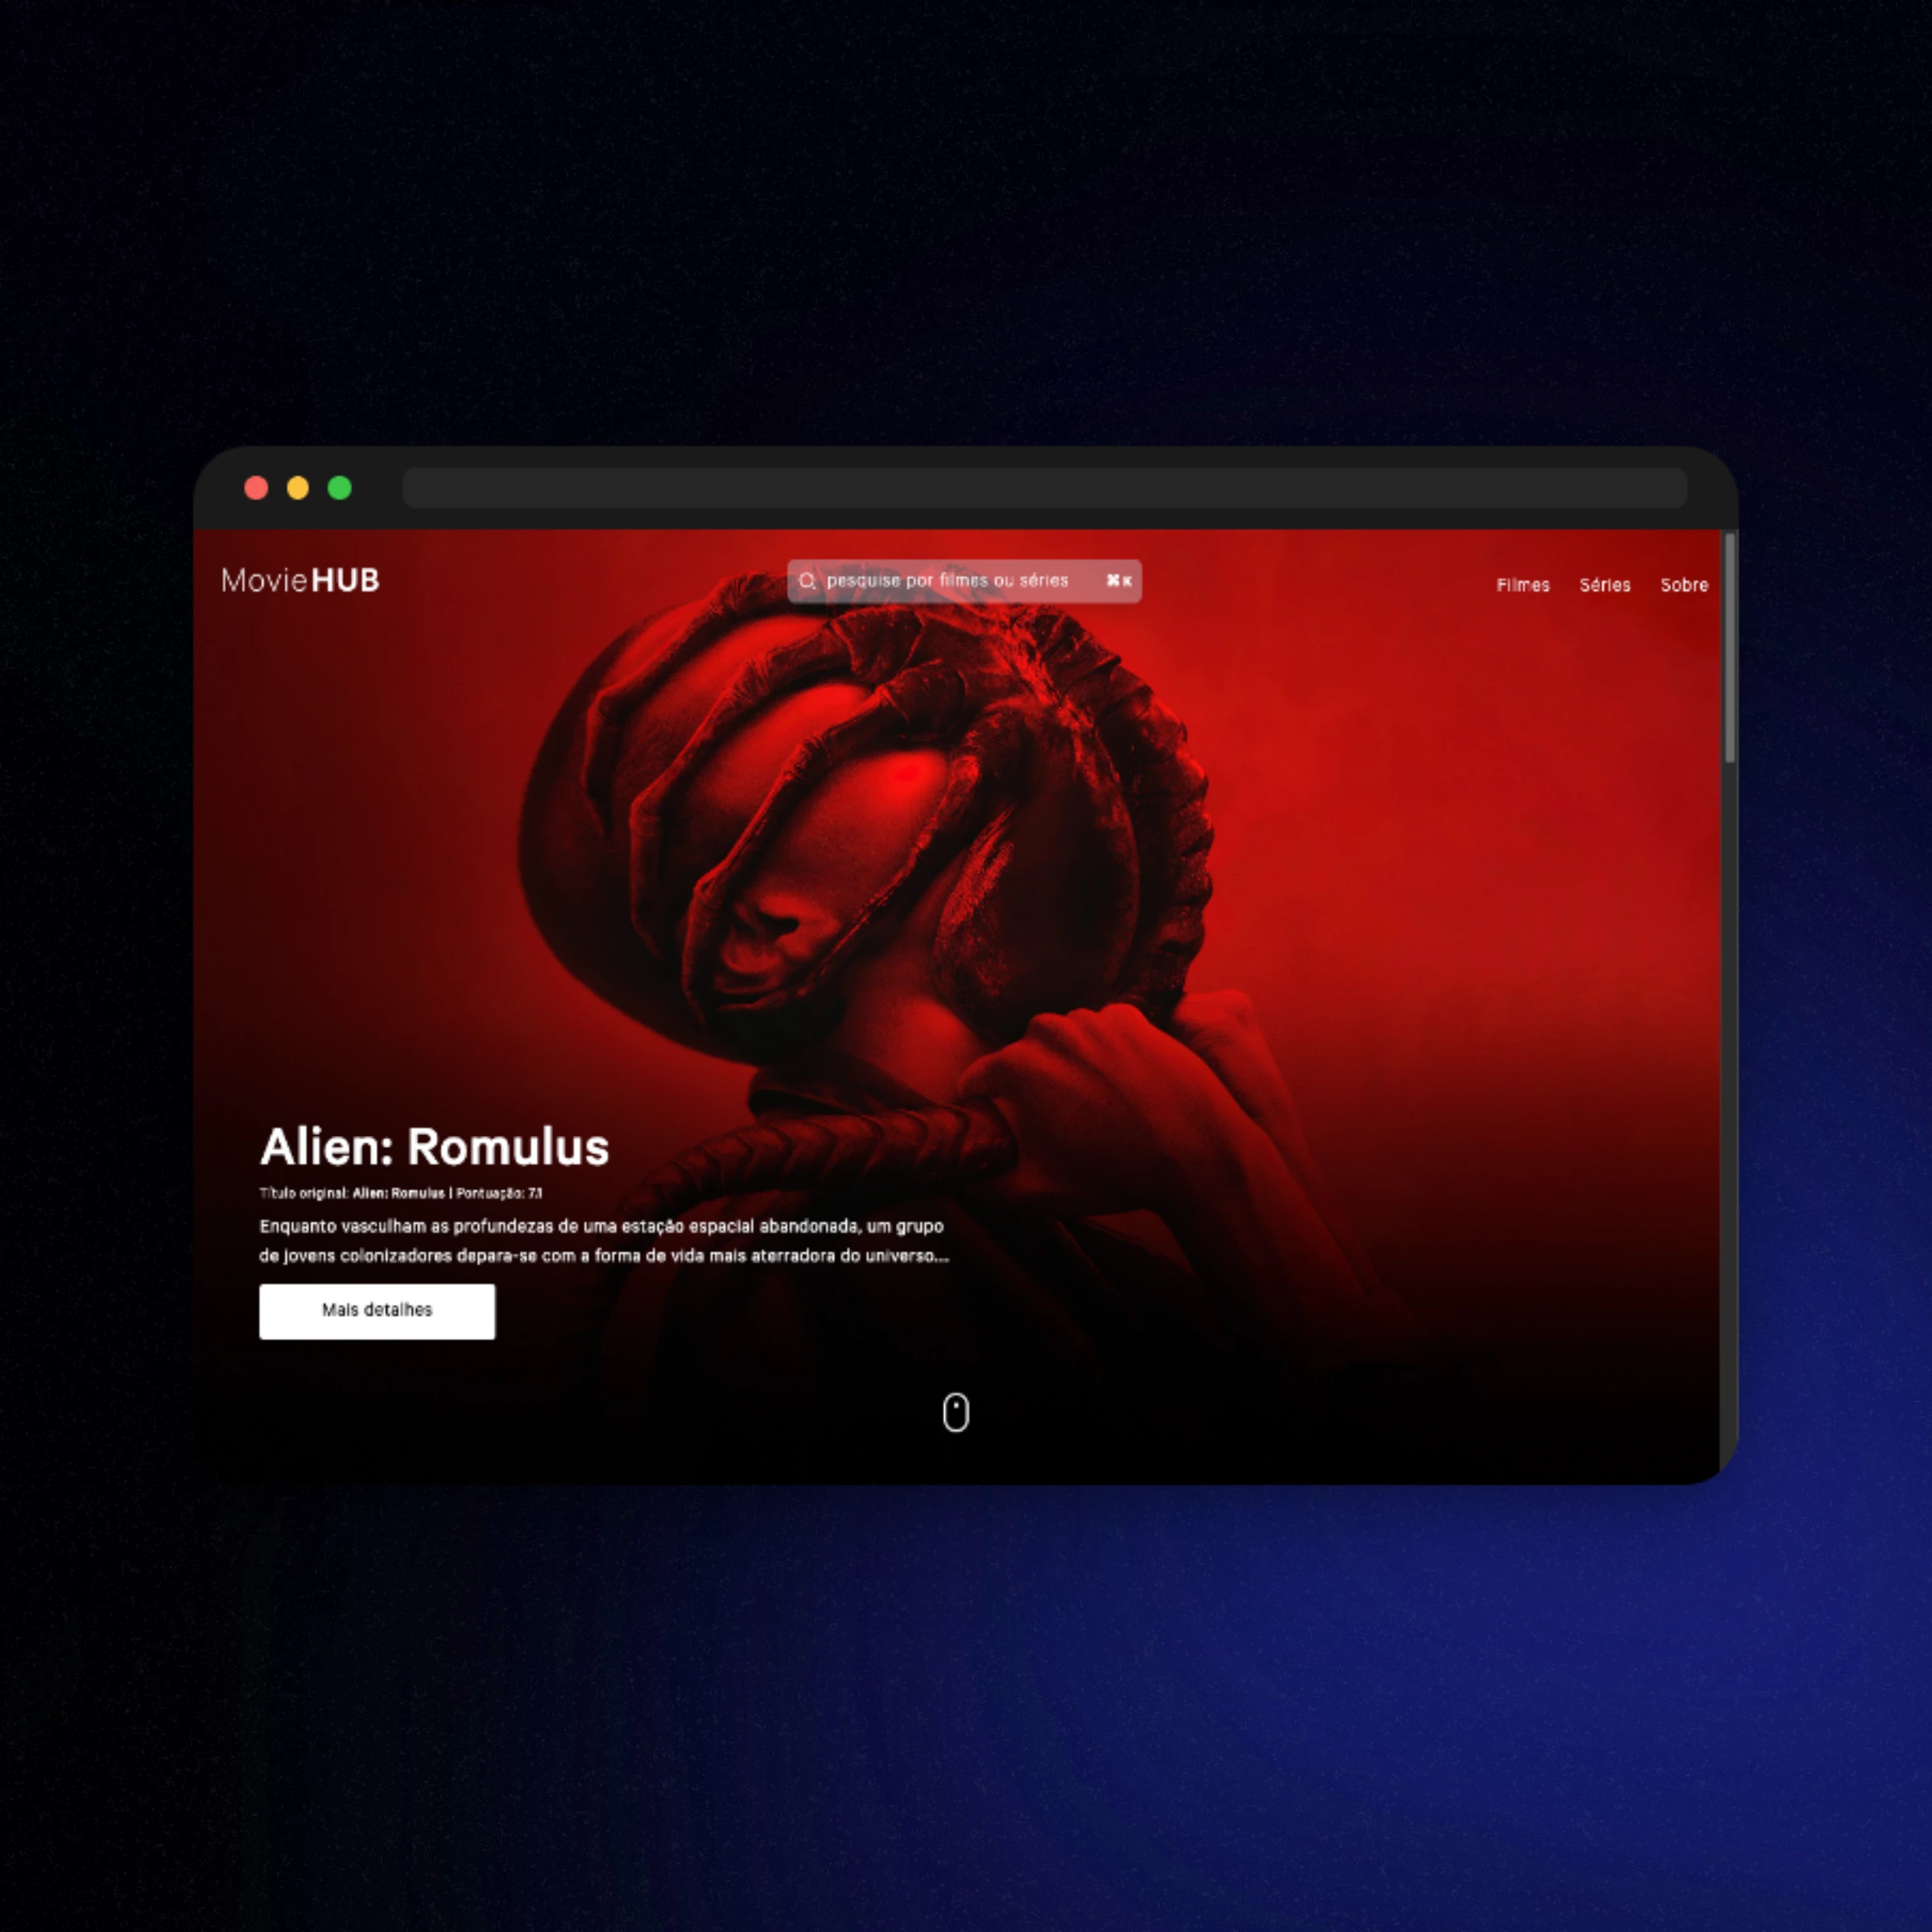 MovieHUB
pesquise por filmes ou séries ⌘K
Filmes Séries Sobre
Alien: Romulus
Título original: Alien: Romulus | Pontuação: 7.1
Enquanto vasculham as profundezas de uma estação espacial abandonada, um grupo
de jovens colonizadores depara-se com a forma de vida mais aterradora do universo...
Mais detalhes